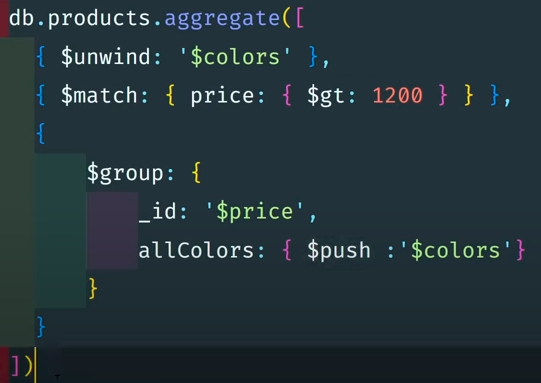 db.products.aggregate([
{ $unwind: '$colors' },
{ $match: { price: { $gt: 1200 } } },
{
$group: {
_id: '$price',
allColors: { $push :'$colors'}
}
}
])